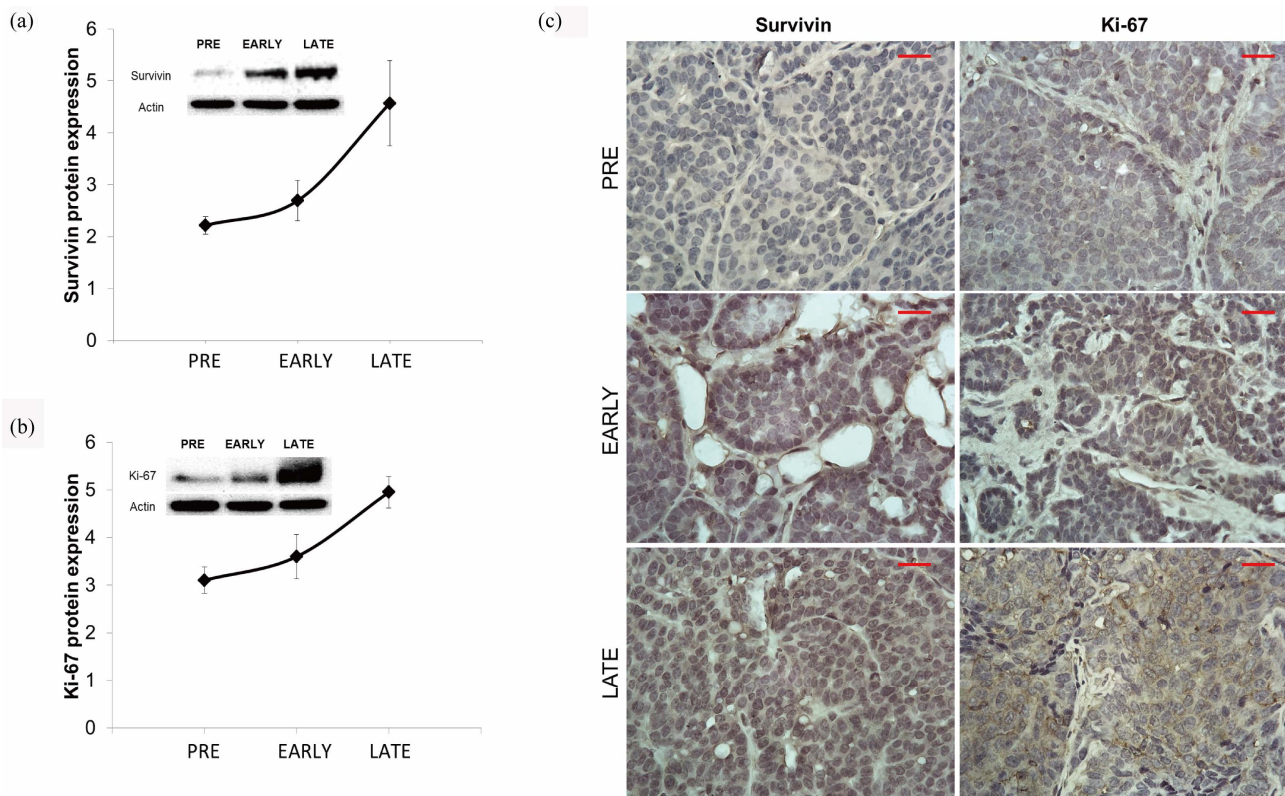 (a)
Survivin protein expression
6
5
4
3
2
1
0
PRE EARLY LATE
Survivin
Actin
PRE EARLY LATE
(b)
Ki-67 protein expression
6
5
4
3
2
1
0
PRE EARLY LATE
Ki-67
Actin
PRE EARLY LATE
(c)
Survivin Ki-67
PRE
EARLY
LATE